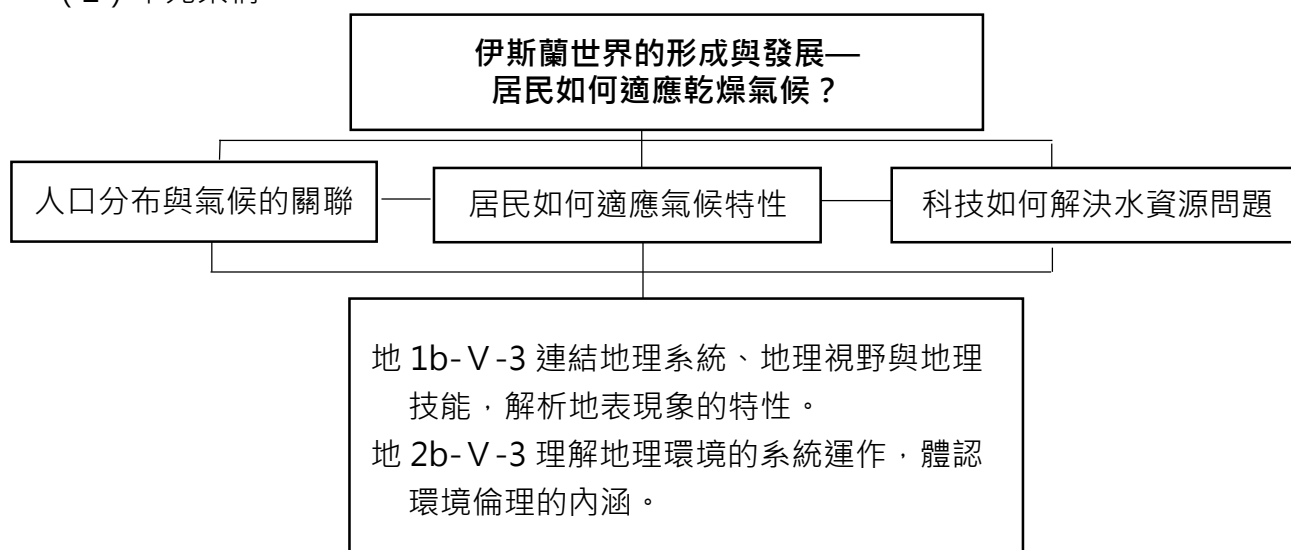 伊斯蘭世界的形成與發展—
居民如何適應乾燥氣候？
人口分布與氣候的關聯
居民如何適應氣候特性
科技如何解決水資源問題
地 1b-Ⅴ-3 連結地理系統、地理視野與地理
技能，解析地表現象的特性。
地 2b-Ⅴ-3 理解地理環境的系統運作，體認
環境倫理的內涵。